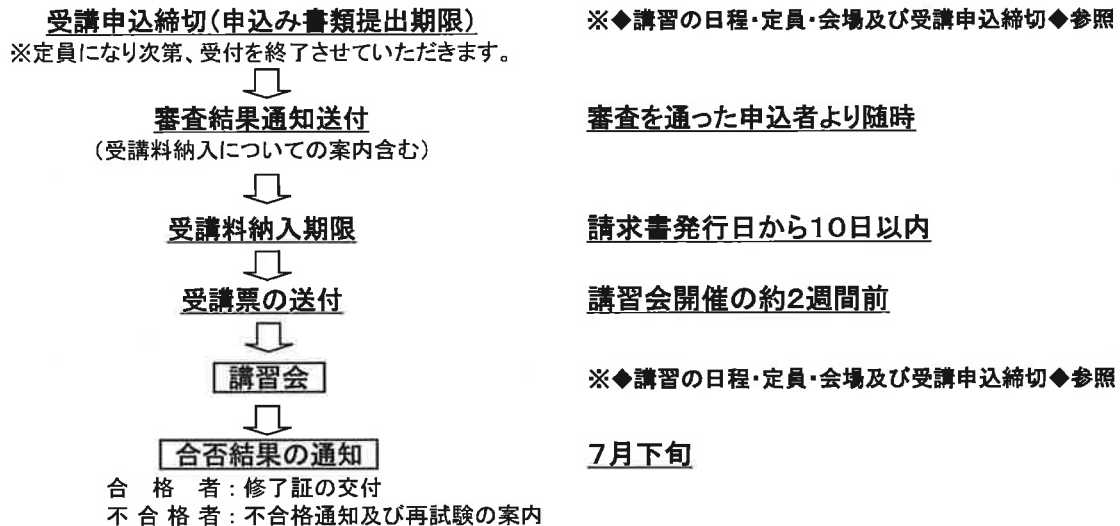 受講申込締切（申込み書類提出期限）
※◆講習の日程・定員・会場及び受講申込締切◆参照
※定員になり次第、受付を終了させていただきます。
審査結果通知送付
審査を通った申込者より随時
（受講料納入についての案内含む）
受講料納入期限
請求書発行日から１０日以内
受講票の送付
講習会開催の約２週間前
講習会
※◆講習の日程・定員・会場及び受講申込締切◆参照
合否結果の通知
７月下旬
合　格　者：修了証の交付
不 合 格 者：不合格通知及び再試験の案内